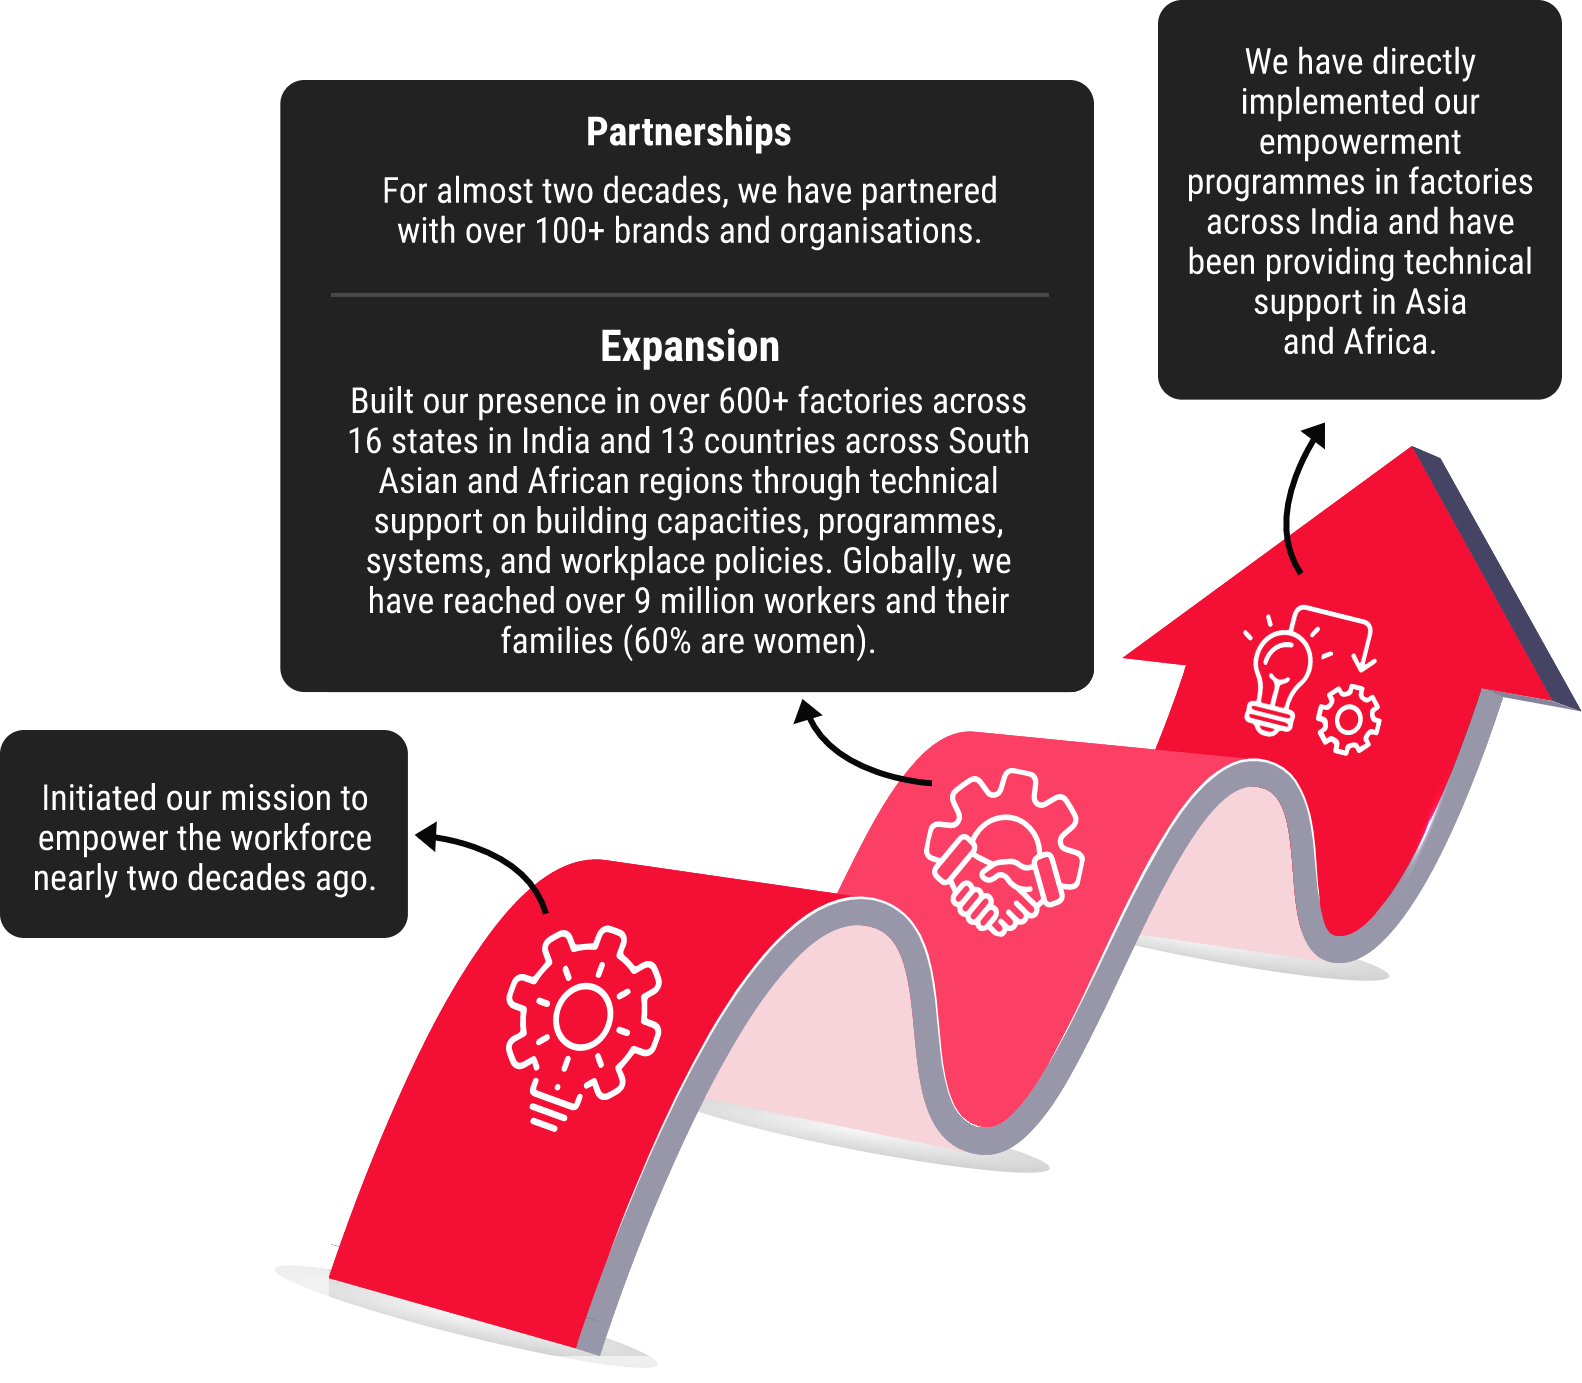 Initiated our mission to
empower the workforce
nearly two decades ago.
Partnerships
For almost two decades, we have partnered
with over 100+ brands and organisations.
Expansion
Built our presence in over 600+ factories across
16 states in India and 13 countries across South
Asian and African regions through technical
support on building capacities, programmes,
systems, and workplace policies. Globally, we
have reached over 9 million workers and their
families (60% are women).
We have directly
implemented our
empowerment
programmes in factories
across India and have
been providing technical
support in Asia
and Africa.